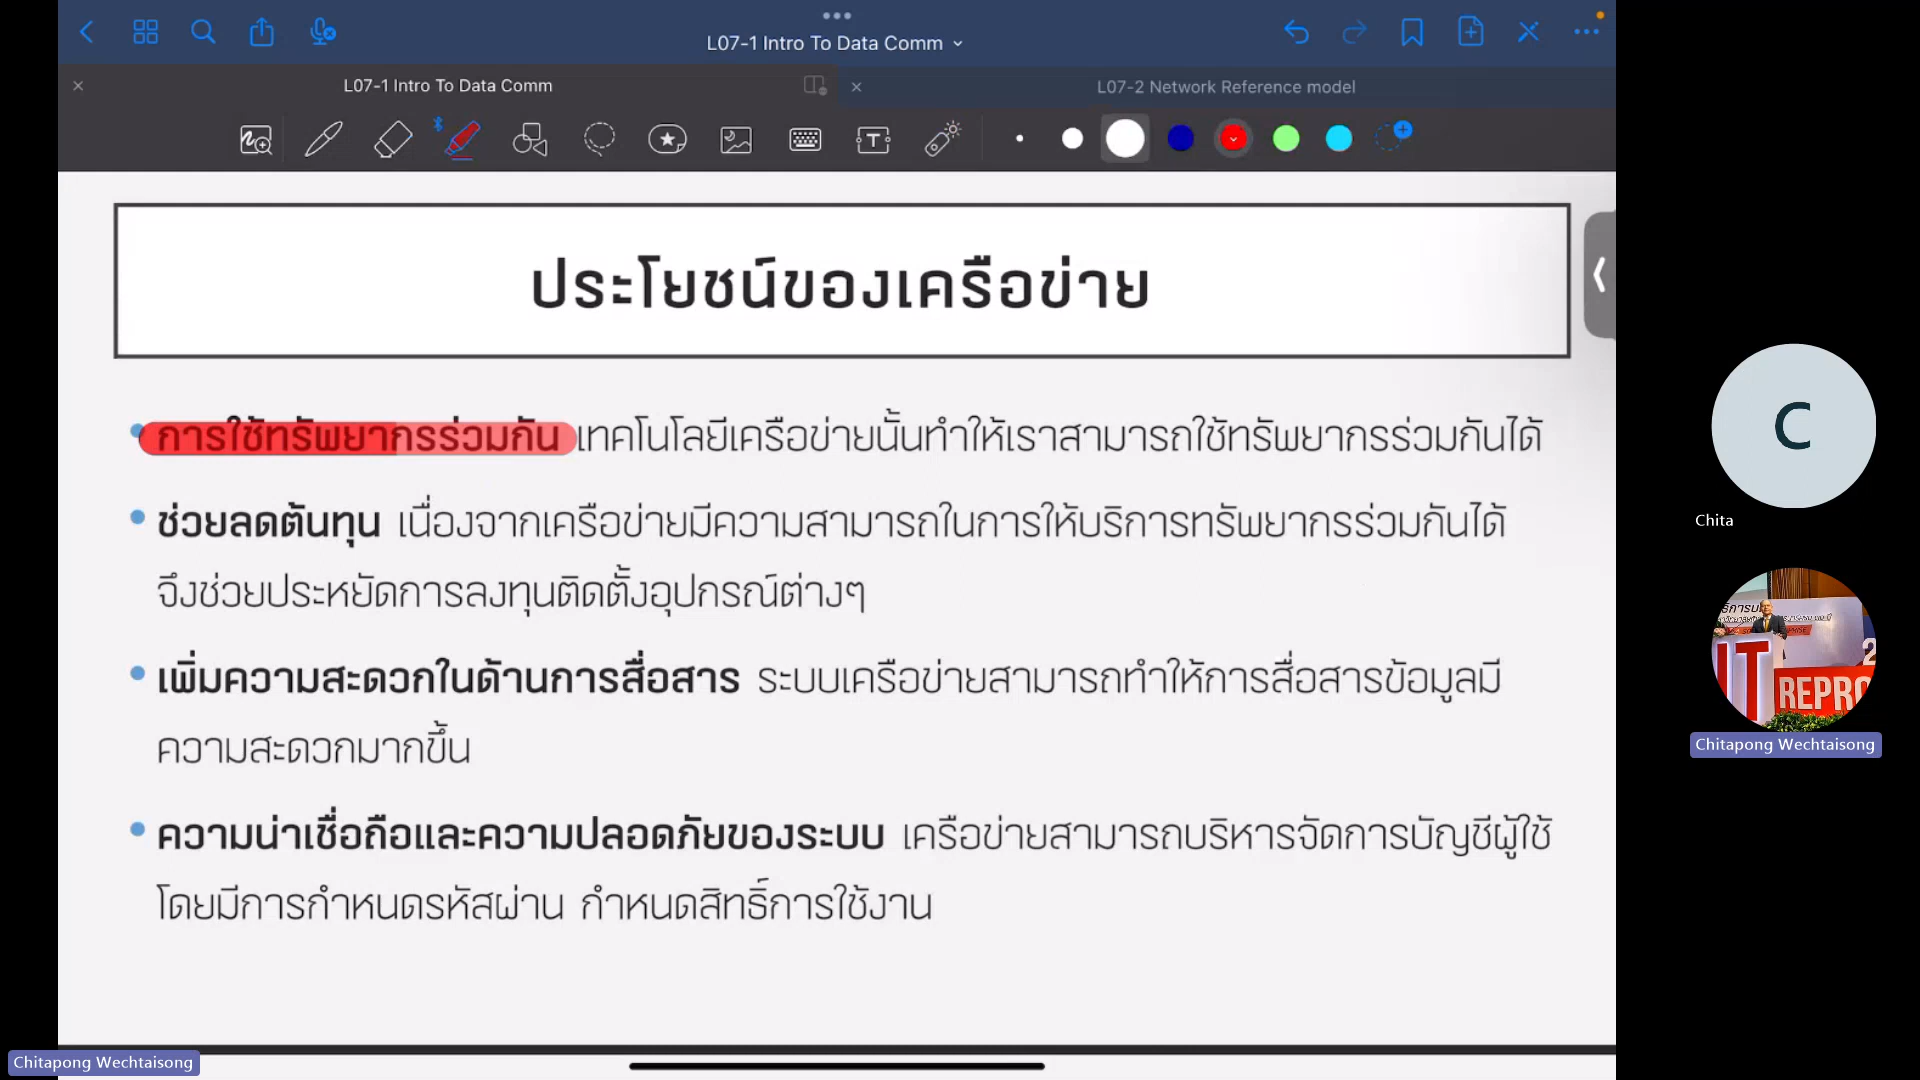 L07-1 Intro To Data Comm
L07-1 Intro To Data Comm
L07-2 Network Reference model
ประโยชน์ของเครือข่าย
• การใช้ทรัพยากรร่วมกัน เทคโนโลยีเครือข่ายนั้นทำให้เราสามารถใช้ทรัพยากรร่วมกันได้
• ช่วยลดต้นทุน เนื่องจากเครือข่ายมีความสามารถในการให้บริการทรัพยากรร่วมกันได้
จึงช่วยประหยัดการลงทุนติดตั้งอุปกรณ์ต่างๆ
• เพิ่มความสะดวกในด้านการสื่อสาร ระบบเครือข่ายสามารถทำให้การสื่อสารข้อมูลมี
ความสะดวกมากขึ้น
• ความน่าเชื่อถือและความปลอดภัยของระบบ เครือข่ายสามารถบริหารจัดการบัญชีผู้ใช้
โดยมีการกำหนดรหัสผ่าน กำหนดสิทธิ์การใช้งาน
C
Chita
IT
REPRO
Chitapong Wechtaisong
Chitapong Wechtaisong